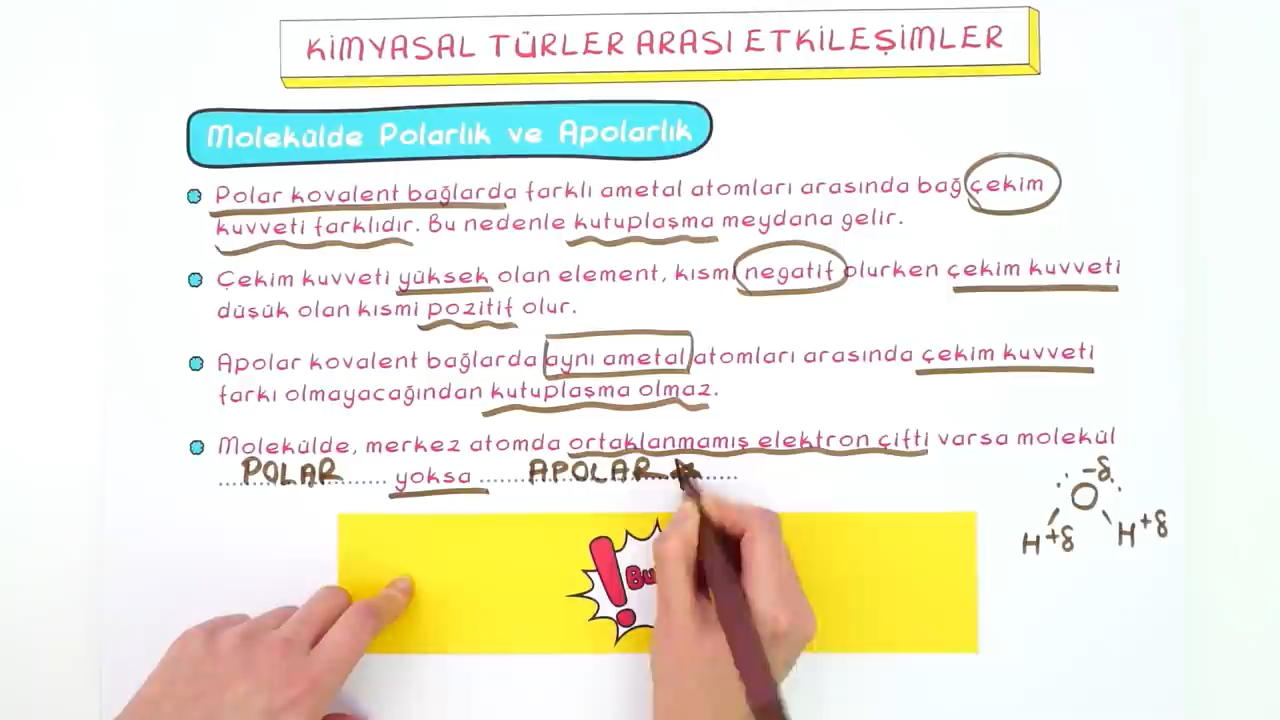 KİMYASAL TÜRLER ARASI ETKİLEŞİMLER
Molekülde Polarlık ve Apolarlık
Polar kovalent bağlarda farklı ametal atomları arasında bağ çekim
kuvveti farklıdır. Bu nedenle kutuplaşma meydana gelir.
Çekim kuvveti yüksek olan element, kısmi negatif olurken çekim kuvveti
düşük olan kısmi pozitif olur.
Apolar kovalent bağlarda aynı ametal atomları arasında çekim kuvveti
farkı olmayacağından kutuplaşma olmaz.
Molekülde, merkez atomda ortaklanmamış elektron çifti varsa molekül
POLAR yoksa APOLAR
-δ
O
H+δ H+δ